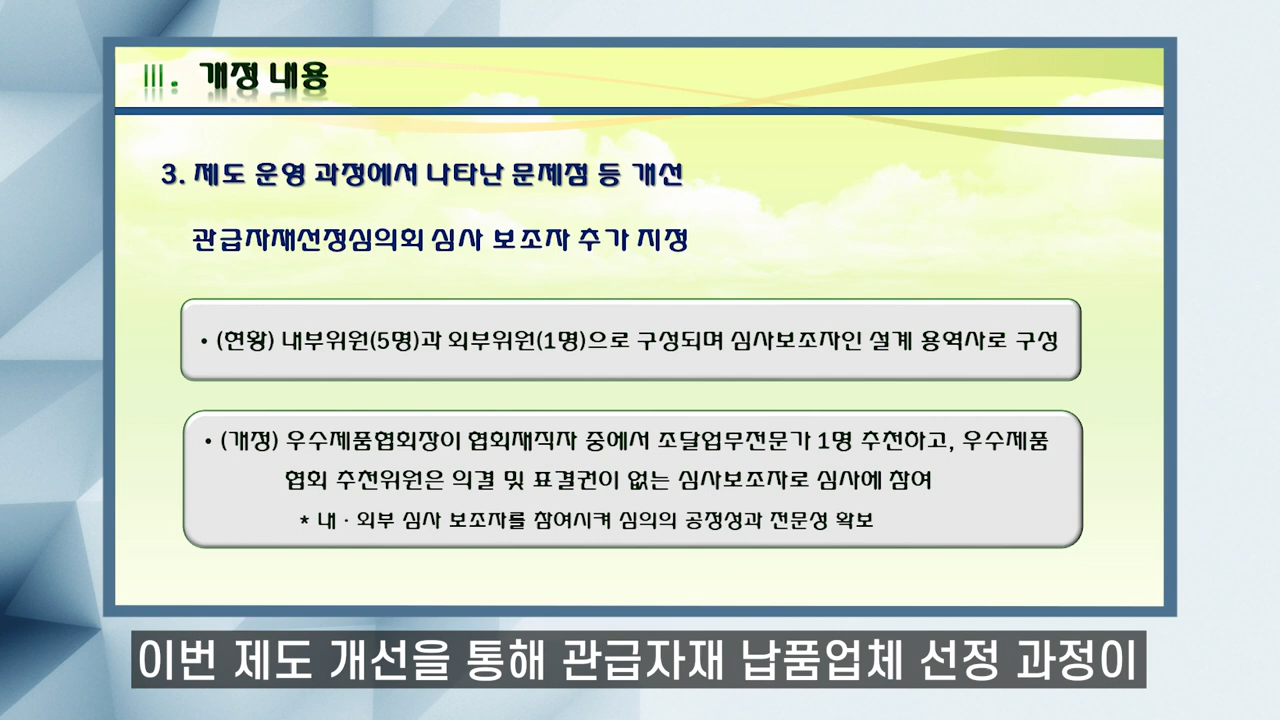 Ⅲ. 개정 내용
3. 제도 운영 과정에서 나타난 문제점 등 개선
관급자재선정심의회 심사 보조자 추가 지정
• (현황) 내부위원(5명)과 외부위원(1명)으로 구성되며 심사보조자인 설계 용역사로 구성
• (개정) 우수제품협회장이 협회재직자 중에서 조달업무전문가 1명 추천하고, 우수제품
협회 추천위원은 의결 및 표결권이 없는 심사보조자로 심사에 참여
* 내 · 외부 심사 보조자를 참여시켜 심의의 공정성과 전문성 확보
이번 제도 개선을 통해 관급자재 납품업체 선정 과정이